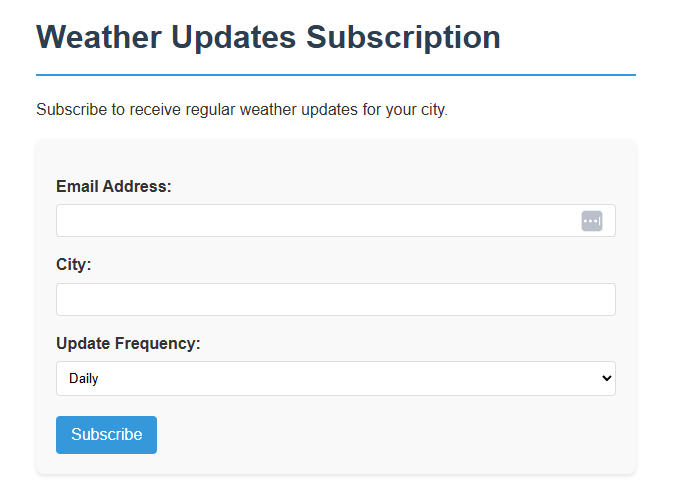 Weather Updates Subscription
Subscribe to receive regular weather updates for your city.
Email Address:
City:
Update Frequency:
Daily
Subscribe